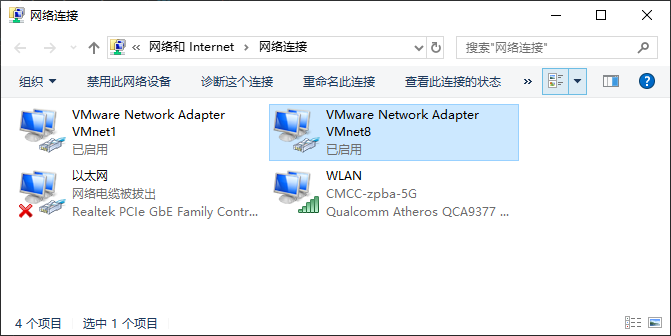 网络连接
网络和 Internet 网络连接
搜索"网络连接"
组织 禁用此网络设备 诊断这个连接 重命名此连接 查看此连接的状态 »
VMware Network Adapter
VMnet1
已启用
VMware Network Adapter
VMnet8
已启用
以太网
网络电缆被拔出
Realtek PCIe GbE Family Contr...
WLAN
CMCC-zpba-5G
Qualcomm Atheros QCA9377 ...
4 个项目 选中 1 个项目